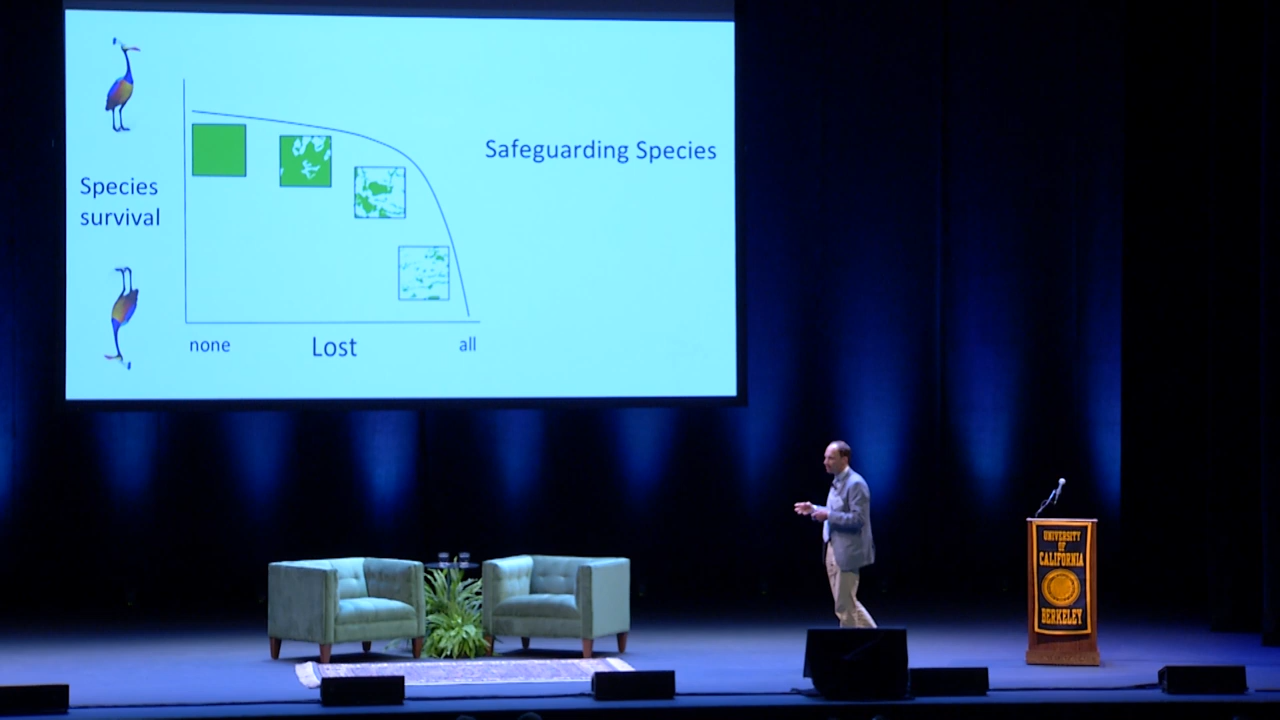 Safeguarding Species
Species
survival
none
Lost
all
UNIVERSITY
OF
CALIFORNIA
BERKELEY